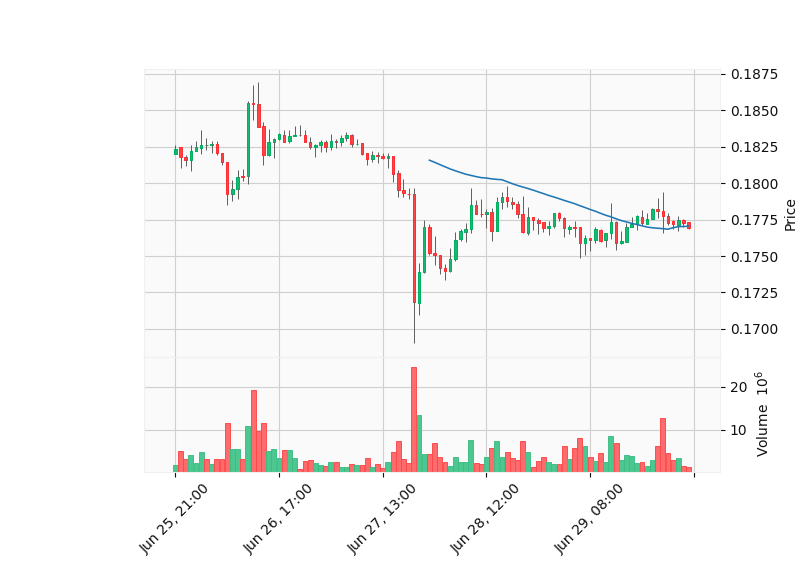 0.1875
0.1850
0.1825
0.1800
0.1775
0.1750
0.1725
0.1700
Price
20
10
Volume 10^6
Jun 25, 21:00
Jun 26, 17:00
Jun 27, 13:00
Jun 28, 12:00
Jun 29, 08:00